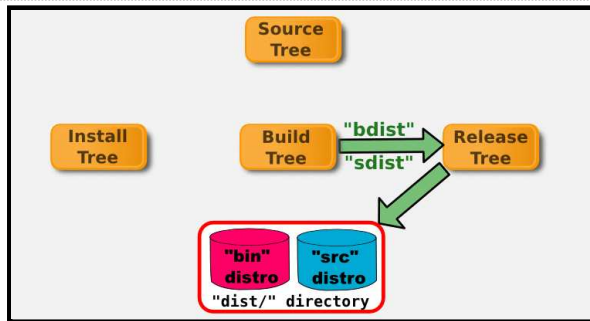 Source
Tree
Install
Tree
Build
Tree
"bdist"
"sdist"
Release
Tree
"bin"
distro
"src"
distro
"dist/" directory